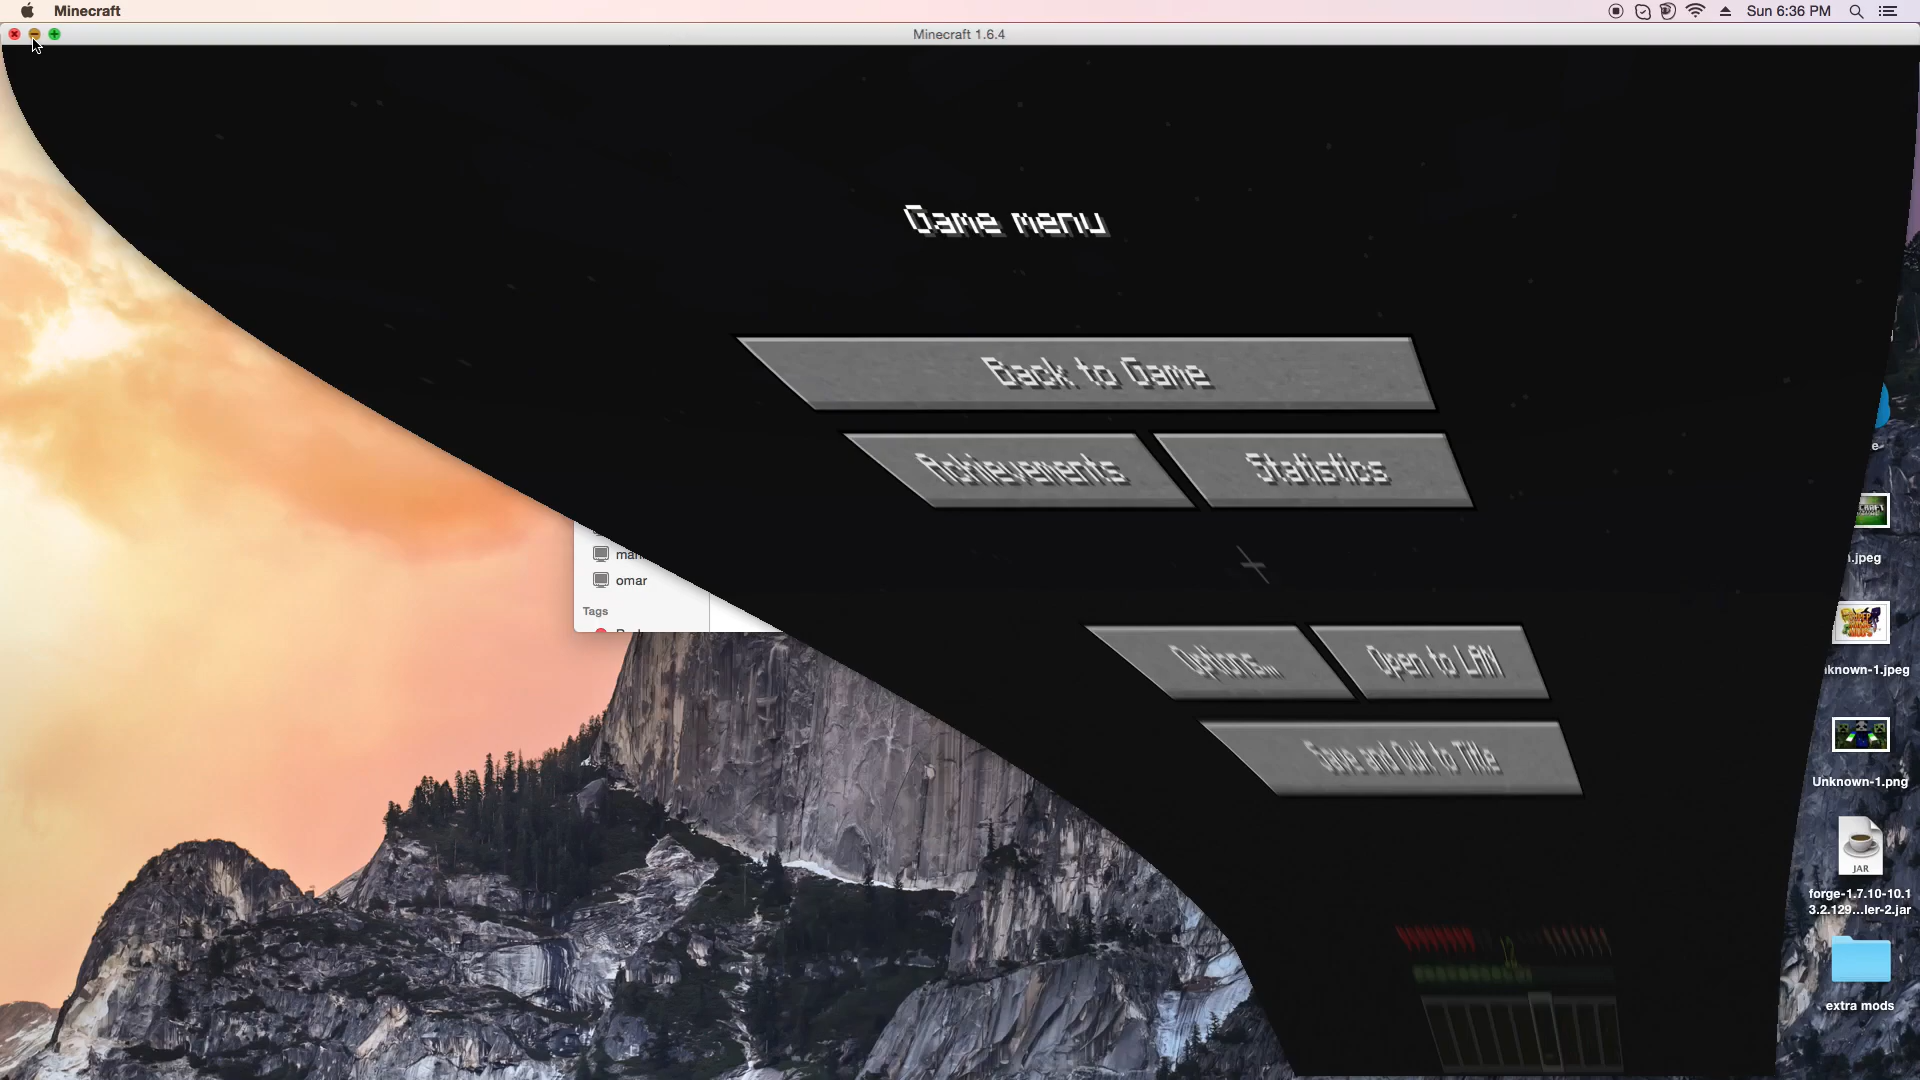 Minecraft
Sun 6:36 PM
Minecraft 1.6.4
Game menu
Back to Game
Achievements
Statistics
omar
Tags
Options...
Open to LAN
Save and Quit to Title
.jpeg
known-1.jpeg
Unknown-1.png
JAR
forge-1.7.10-10.1
3.2.129...ler-2.jar
extra mods